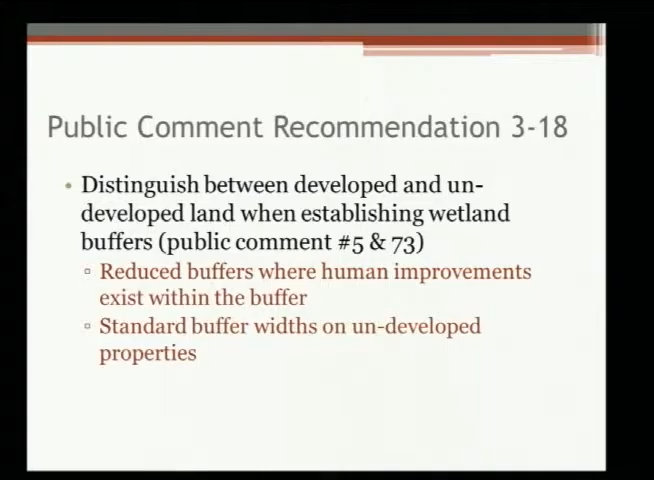 Public Comment Recommendation 3-18
• Distinguish between developed and un-
developed land when establishing wetland
buffers (public comment #5 & 73)
▫ Reduced buffers where human improvements
exist within the buffer
▫ Standard buffer widths on un-developed
properties